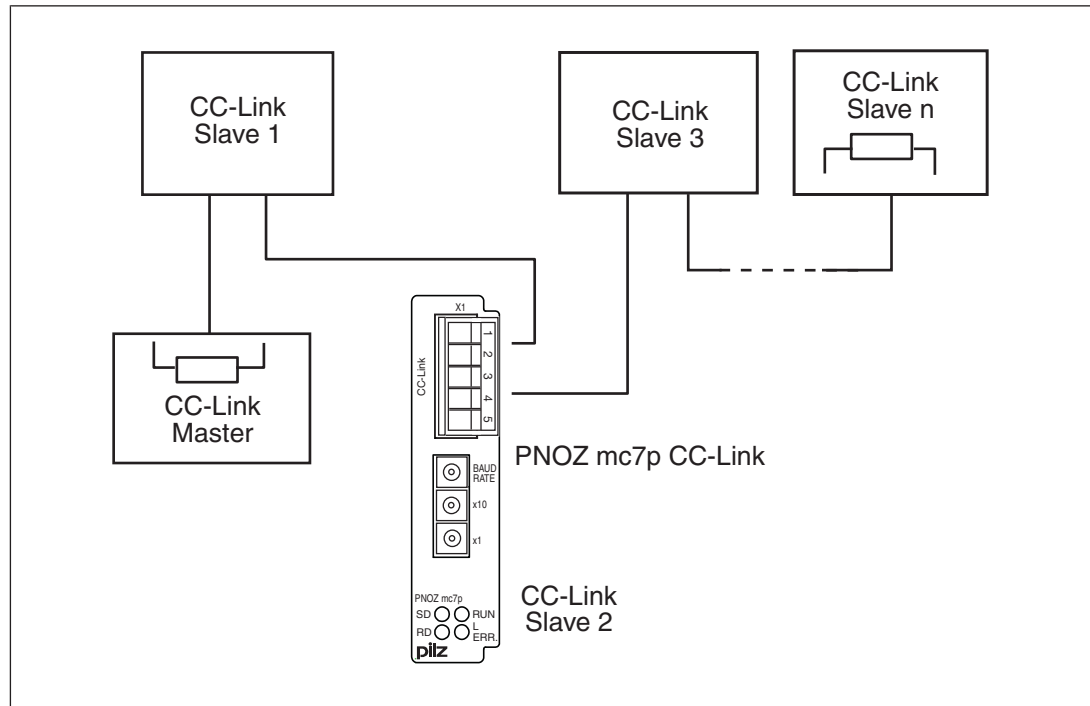 CC-Link
Slave 1
CC-Link
Slave 3
CC-Link
Slave n
CC-Link
Master
X1
CC-Link
1
2
3
4
5
PNOZ mc7p CC-Link
BAUD
RATE
x10
x1
PNOZ mc7p
SD RUN
RD L
ERR.
pilz
CC-Link
Slave 2